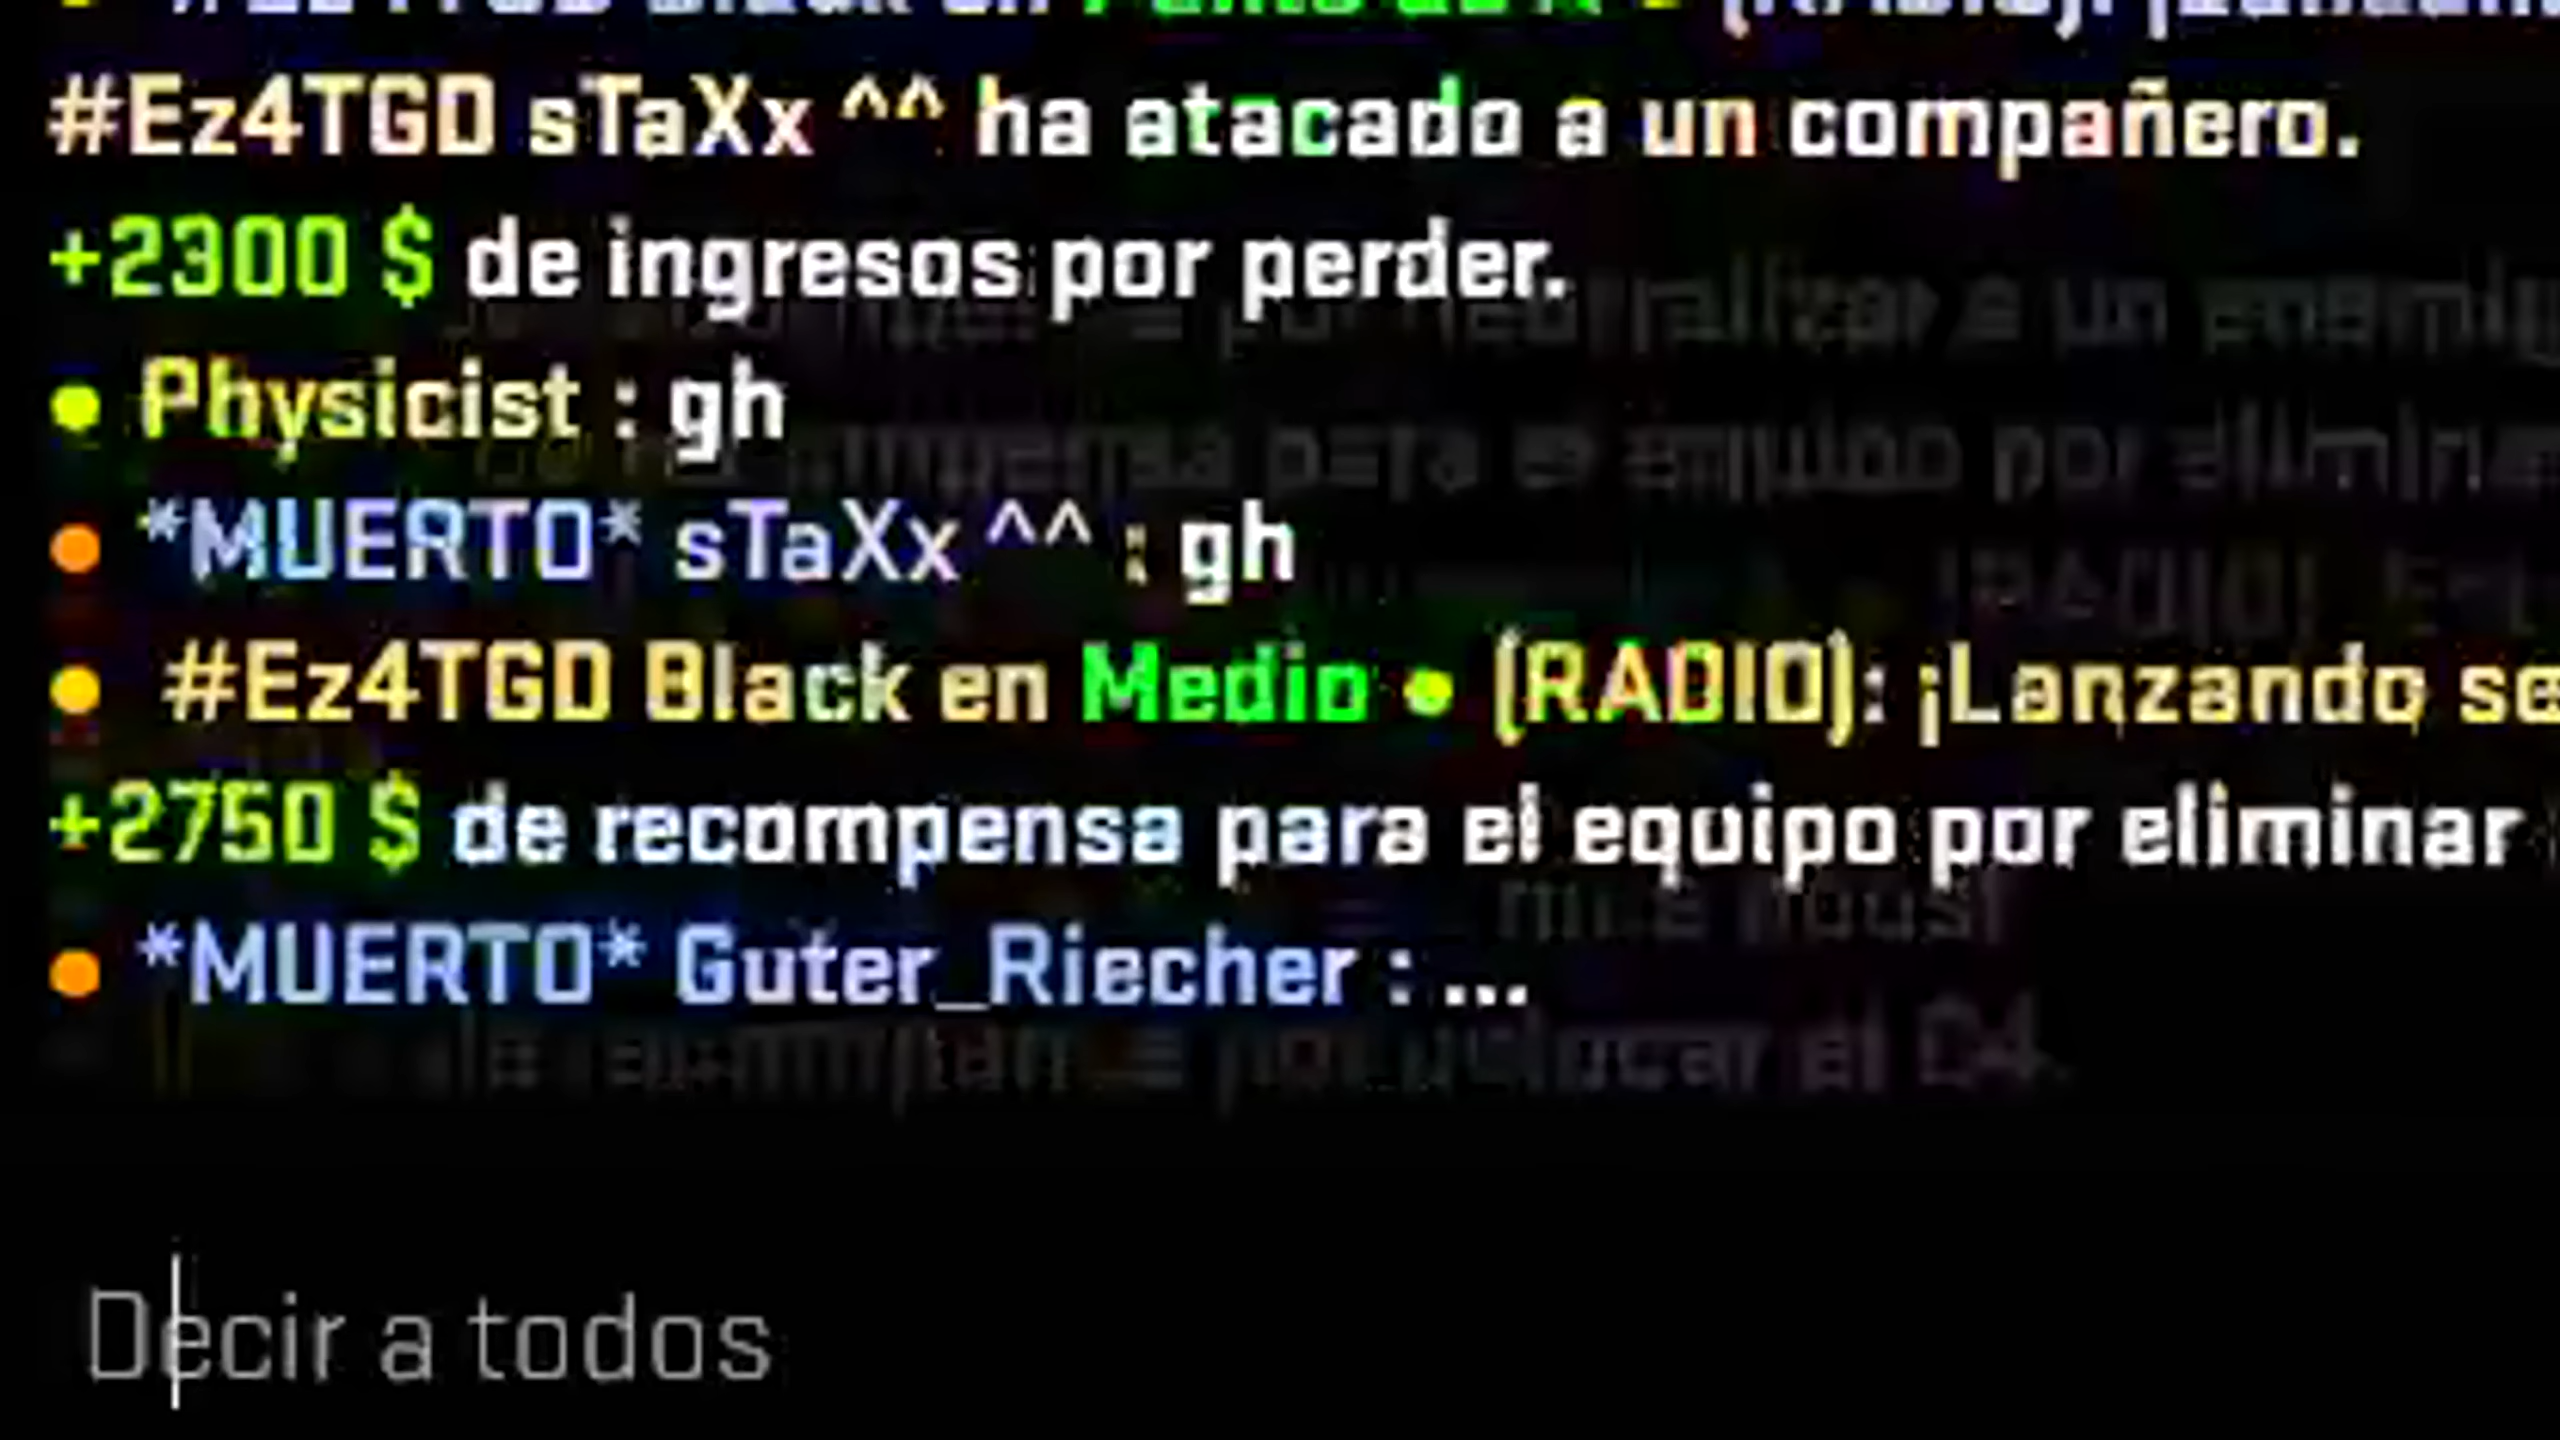 #Ez4TGD sTaXx ^^ ha atacado a un compañero.
+2300 $ de ingresos por perder.
● Physicist : gh
● *MUERTO* sTaXx ^^ : gh
● #Ez4TGD Black en Medio ● (RADIO): ¡Lanzando se
+2750 $ de recompensa para el equipo por eliminar
● *MUERTO* Guter_Riecher : ...
Decir a todos